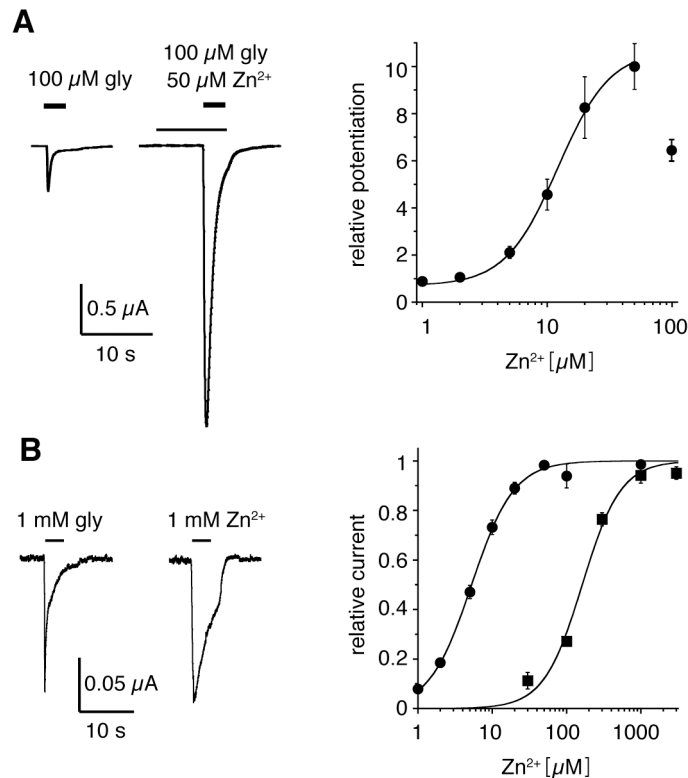 A
100 µM gly
100 µM gly
50 µM Zn²⁺
0.5 µA
10 s
relative potentiation
10
8
6
4
2
0
1
10
100
Zn²⁺ [µM]
B
1 mM gly
1 mM Zn²⁺
0.05 µA
10 s
relative current
1
0.8
0.6
0.4
0.2
0
1
10
100
1000
Zn²⁺ [µM]